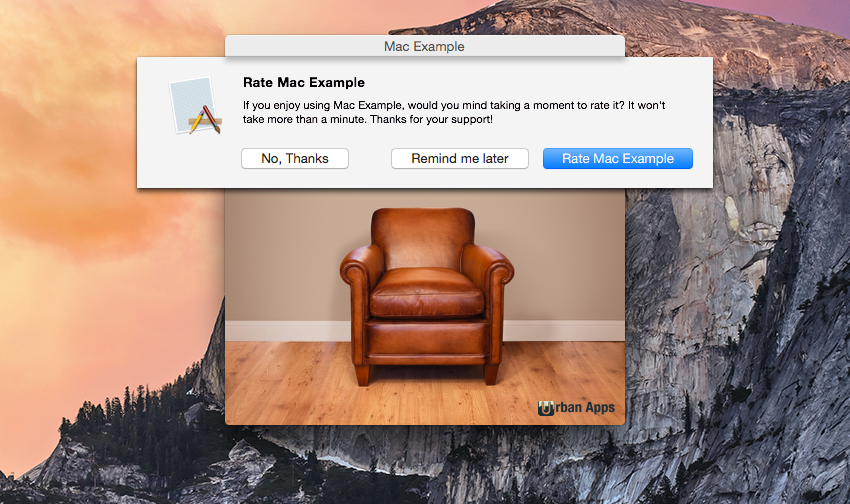 Mac Example
Rate Mac Example
If you enjoy using Mac Example, would you mind taking a moment to rate it? It won't
take more than a minute. Thanks for your support!
No, Thanks
Remind me later
Rate Mac Example
Urban Apps